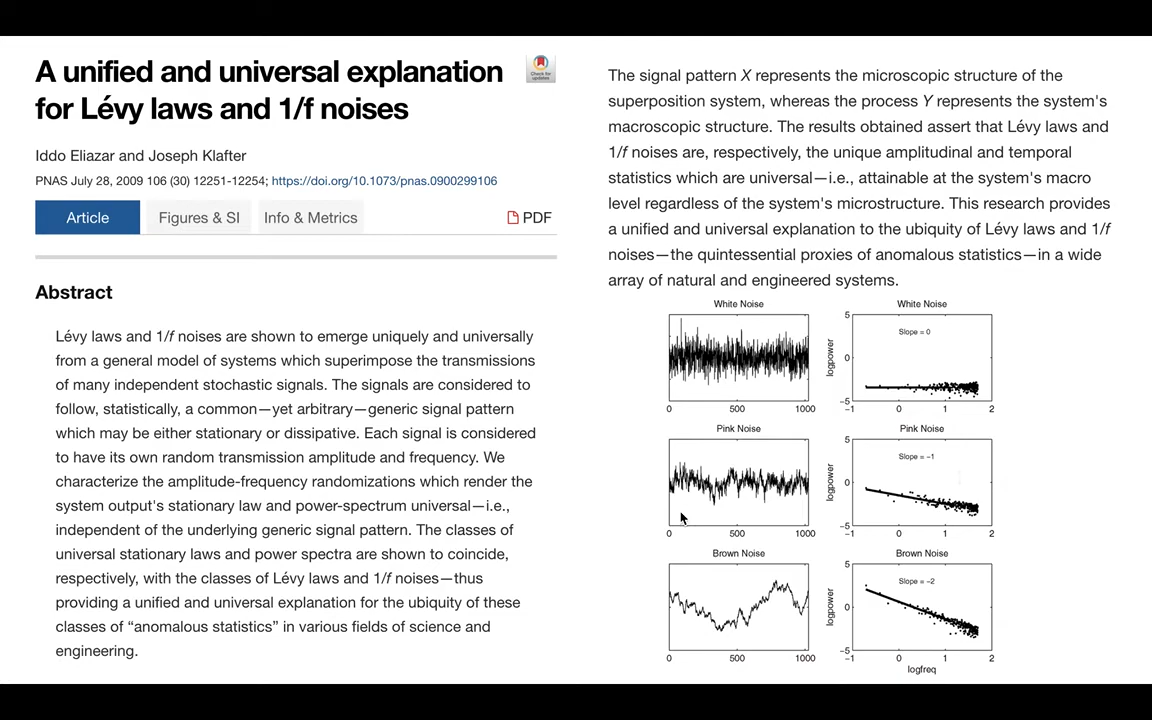 A unified and universal explanation
for Lévy laws and 1/f noises
Check for
updates
Iddo Eliazar and Joseph Klafter
PNAS July 28, 2009 106 (30) 12251-12254; https://doi.org/10.1073/pnas.0900299106
Article
Figures & SI
Info & Metrics
PDF
Abstract
Lévy laws and 1/f noises are shown to emerge uniquely and universally
from a general model of systems which superimpose the transmissions
of many independent stochastic signals. The signals are considered to
follow, statistically, a common—yet arbitrary—generic signal pattern
which may be either stationary or dissipative. Each signal is considered
to have its own random transmission amplitude and frequency. We
characterize the amplitude-frequency randomizations which render the
system output's stationary law and power-spectrum universal—i.e.,
independent of the underlying generic signal pattern. The classes of
universal stationary laws and power spectra are shown to coincide,
respectively, with the classes of Lévy laws and 1/f noises—thus
providing a unified and universal explanation for the ubiquity of these
classes of “anomalous statistics” in various fields of science and
engineering.
The signal pattern X represents the microscopic structure of the
superposition system, whereas the process Y represents the system's
macroscopic structure. The results obtained assert that Lévy laws and
1/f noises are, respectively, the unique amplitudinal and temporal
statistics which are universal—i.e., attainable at the system's macro
level regardless of the system's microstructure. This research provides
a unified and universal explanation to the ubiquity of Lévy laws and 1/f
noises—the quintessential proxies of anomalous statistics—in a wide
array of natural and engineered systems.
White Noise
0 500 1000
White Noise
Slope = 0
logpower
5
0
−5
−1 0 1 2
Pink Noise
0 500 1000
Pink Noise
Slope = −1
logpower
5
0
−5
−1 0 1 2
Brown Noise
0 500 1000
Brown Noise
Slope = −2
logpower
5
0
−5
−1 0 1 2
logfreq